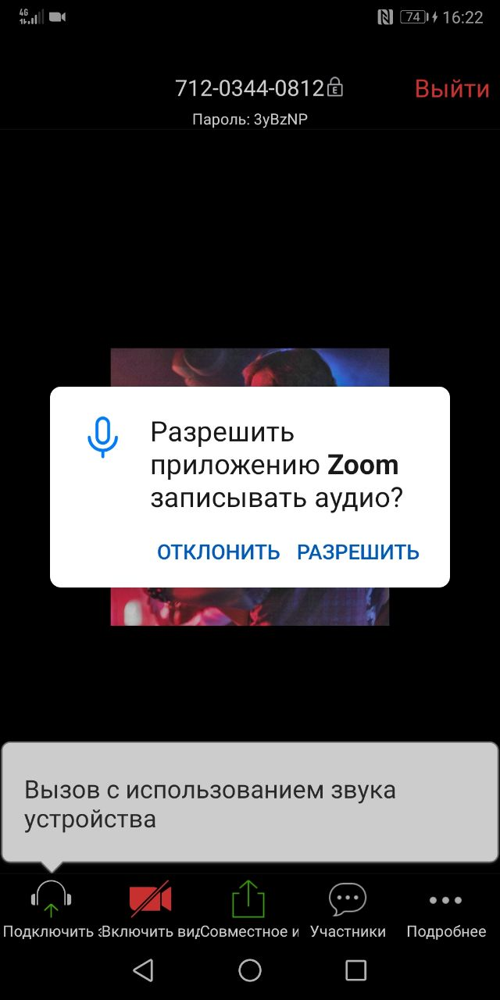 4G
74
16:22
712-0344-0812
E
Выйти
Пароль: 3yBzNP
Разрешить
приложению Zoom
записывать аудио?
ОТКЛОНИТЬ РАЗРЕШИТЬ
Вызов с использованием звука
устройства
Подключить
Включить
Совместное и
Участники
Подробнее